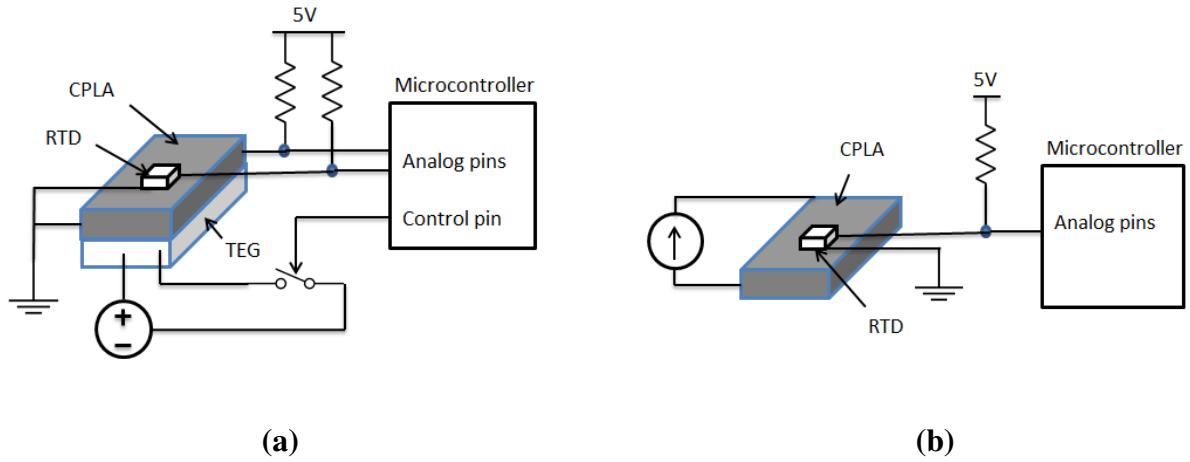 5V
Microcontroller
CPLA
RTD
Analog pins
Control pin
TEG
+
−
(a)
5V
Microcontroller
CPLA
Analog pins
RTD
(b)